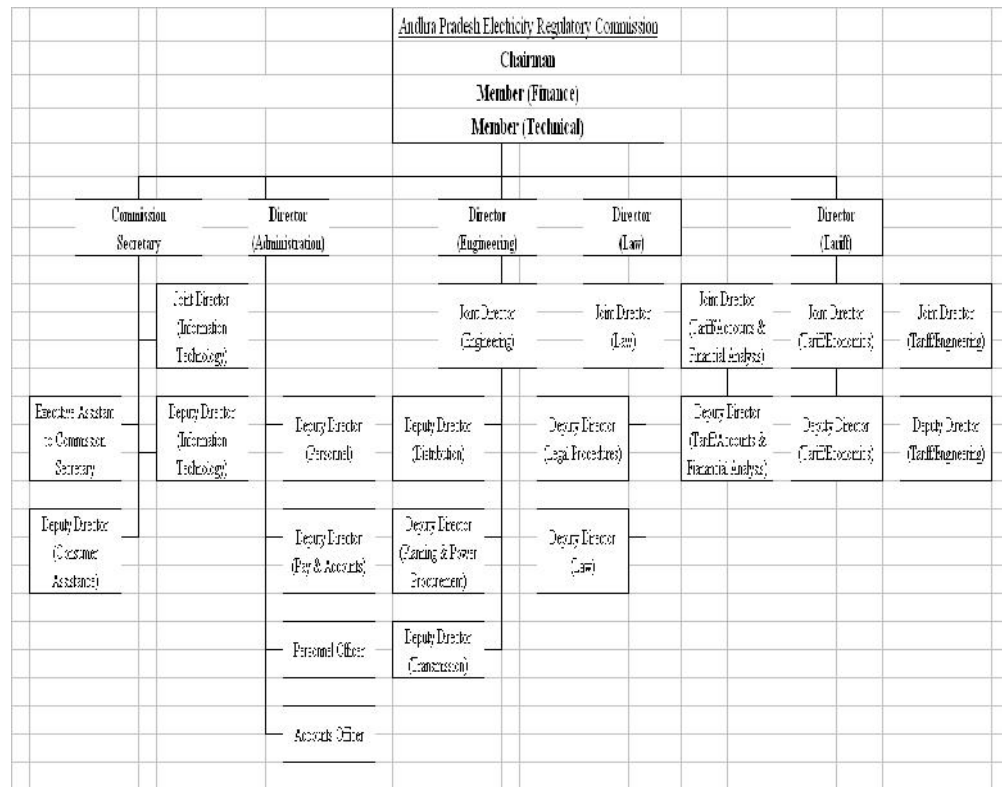 Andhra Pradesh Electricity Regulatory Commission
Chairman
Member (Finance)
Member (Technical)
Commission
Secretary
Director
(Administration)
Director
(Engineering)
Director
(Law)
Director
(Tariff)
Joint Director
(Information
Technology)
Joint Director
(Engineering)
Joint Director
(Law)
Joint Director
(Tariff/Accounts &
Financial Analysis)
Joint Director
(Tariff/Economics)
Joint Director
(Tariff/Engineering)
Executive Assistant
to Commission
Secretary
Deputy Director
(Information
Technology)
Deputy Director
(Personnel)
Deputy Director
(Distribution)
Deputy Director
(Legal Procedures)
Deputy Director
(Tariff/Accounts &
Fianancial Analysis)
Deputy Director
(Tariff/Economics)
Deputy Director
(Tariff/Engineering)
Deputy Director
(Consumer
Assistance)
Deputy Director
(Pay & Accounts)
Deputy Director
(Planning & Power
Procurement)
Deputy Director
(Law)
Personnel Officer
Deputy Director
(Transmission)
Accounts Officer